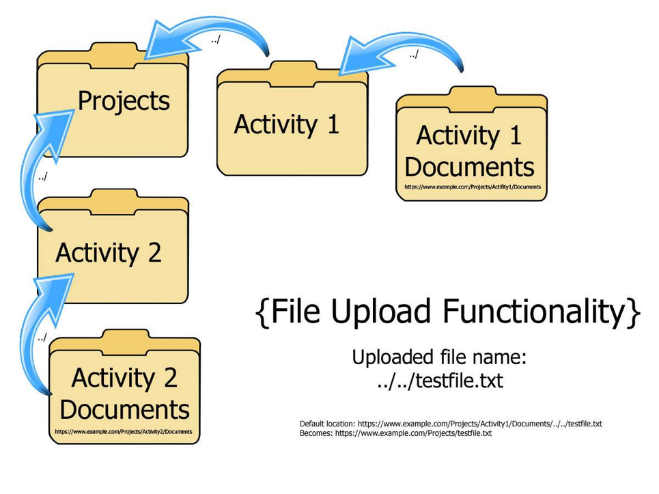 ../
../
Projects
Activity 1
Activity 1
Documents
https://www.example.com/Projects/Actifity1/Documents
../
Activity 2
../
Activity 2
Documents
https://www.example.com/Projects/Activity2/Documents
{File Upload Functionality}
Uploaded file name:
../../testfile.txt
Default location: https://www.example.com/Projects/Activity1/Documents/../../testfile.txt
Becomes: https://www.example.com/Projects/testfile.txt